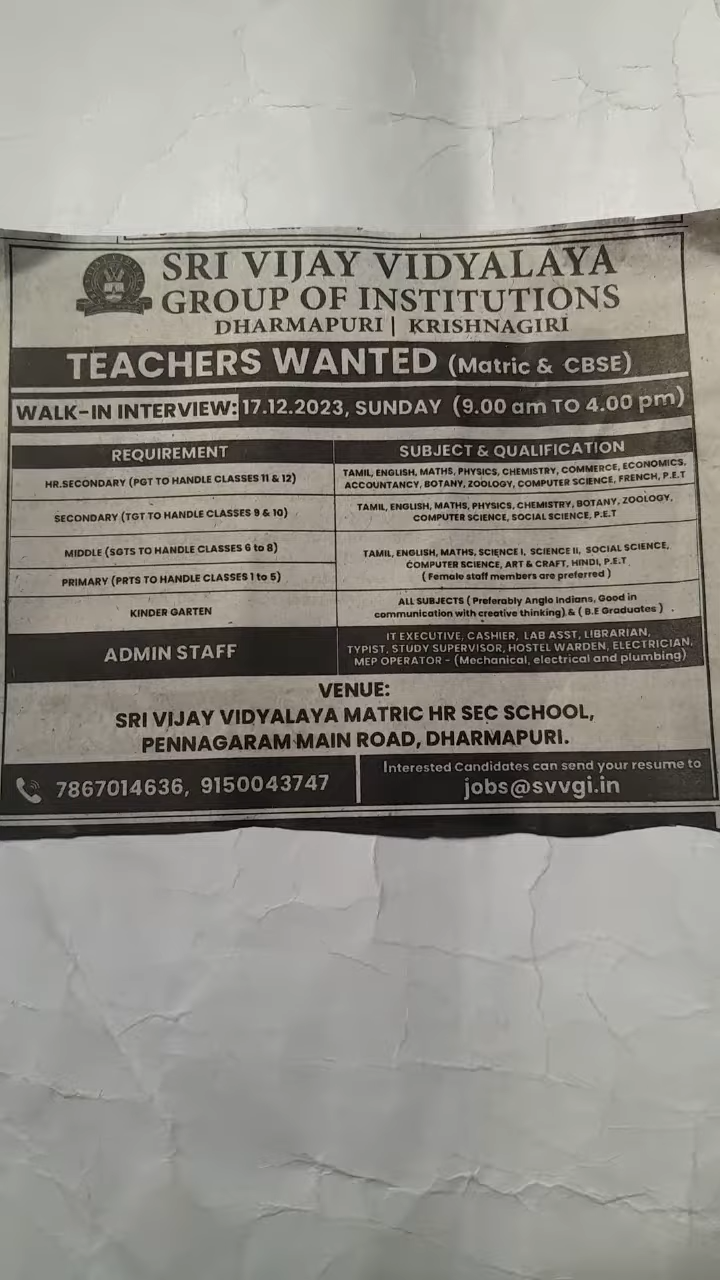 SRI VIJAY VIDYALAYA
GROUP OF INSTITUTIONS
DHARMAPURI | KRISHNAGIRI
TEACHERS WANTED (Matric & CBSE)
WALK-IN INTERVIEW: 17.12.2023, SUNDAY (9.00 am TO 4.00 pm)
REQUIREMENT
SUBJECT & QUALIFICATION
HR.SECONDARY (PGT TO HANDLE CLASSES 11 & 12)
TAMIL, ENGLISH, MATHS, PHYSICS, CHEMISTRY, COMMERCE, ECONOMICS,
ACCOUNTANCY, BOTANY, ZOOLOGY, COMPUTER SCIENCE, FRENCH, P.E.T
SECONDARY (TGT TO HANDLE CLASSES 9 & 10)
TAMIL, ENGLISH, MATHS, PHYSICS, CHEMISTRY, BOTANY, ZOOLOGY,
COMPUTER SCIENCE, SOCIAL SCIENCE, P.E.T
MIDDLE (SGTS TO HANDLE CLASSES 6 to 8)
PRIMARY (PRTS TO HANDLE CLASSES 1 to 5)
TAMIL, ENGLISH, MATHS, SCIENCE I, SCIENCE II, SOCIAL SCIENCE,
COMPUTER SCIENCE, ART & CRAFT, HINDI, P.E.T
( Female staff members are preferred )
KINDER GARTEN
ALL SUBJECTS ( Preferably Anglo Indians, Good in
communication with creative thinking) & ( B.E Graduates ) .
ADMIN STAFF
IT EXECUTIVE, CASHIER, LAB ASST, LIBRARIAN,
TYPIST, STUDY SUPERVISOR, HOSTEL WARDEN, ELECTRICIAN,
MEP OPERATOR - (Mechanical, electrical and plumbing)
VENUE:
SRI VIJAY VIDYALAYA MATRIC HR SEC SCHOOL,
PENNAGARAM MAIN ROAD, DHARMAPURI.
7867014636, 9150043747
Interested Candidates can send your resume to
jobs@svvgi.in